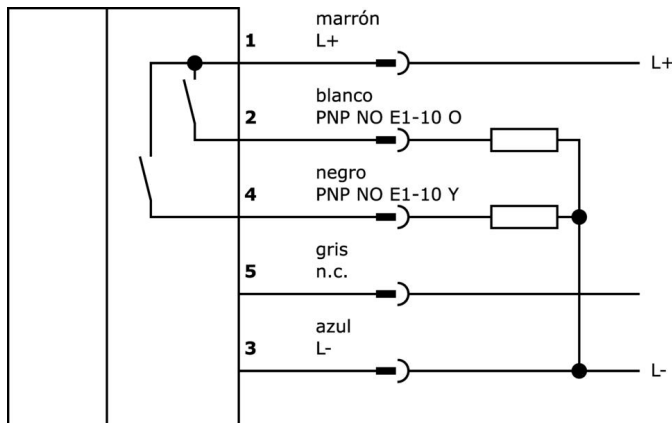 marrón
1 L+ L+
blanco
2 PNP NO E1-10 O
negro
4 PNP NO E1-10 Y
gris
5 n.c.
azul
3 L- L-